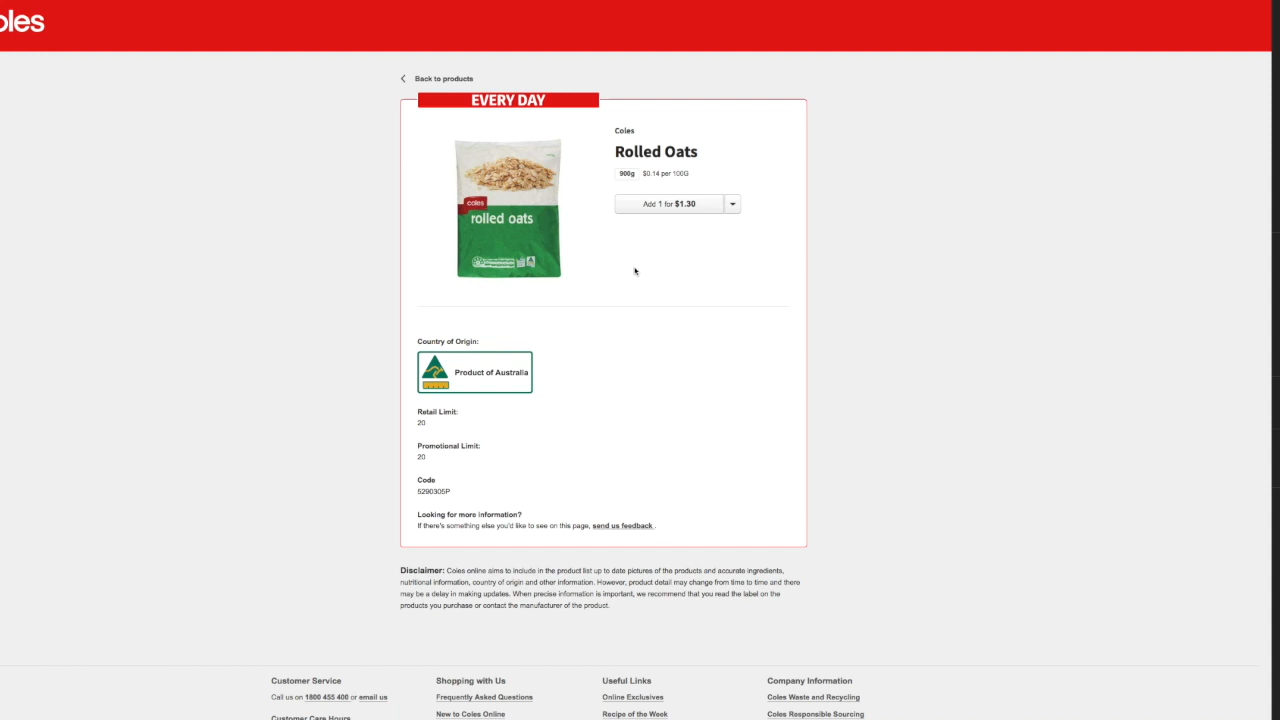 oles
Back to products
EVERY DAY
coles
rolled oats
Coles
Rolled Oats
900g $0.14 per 100G
Add 1 for $1.30
Country of Origin:
Product of Australia
Retail Limit:
20
Promotional Limit:
20
Code
5290305P
Looking for more information?
If there's something else you'd like to see on this page, send us feedback .
Disclaimer: Coles online aims to include in the product list up to date pictures of the products and accurate ingredients,
nutritional information, country of origin and other information. However, product detail may change from time to time and there
may be a delay in making updates. When precise information is important, we recommend that you read the label on the
products you purchase or contact the manufacturer of the product.
Customer Service
Call us on 1800 455 400 or email us
Customer Care Hours
Shopping with Us
Frequently Asked Questions
New to Coles Online
Useful Links
Online Exclusives
Recipe of the Week
Company Information
Coles Waste and Recycling
Coles Responsible Sourcing